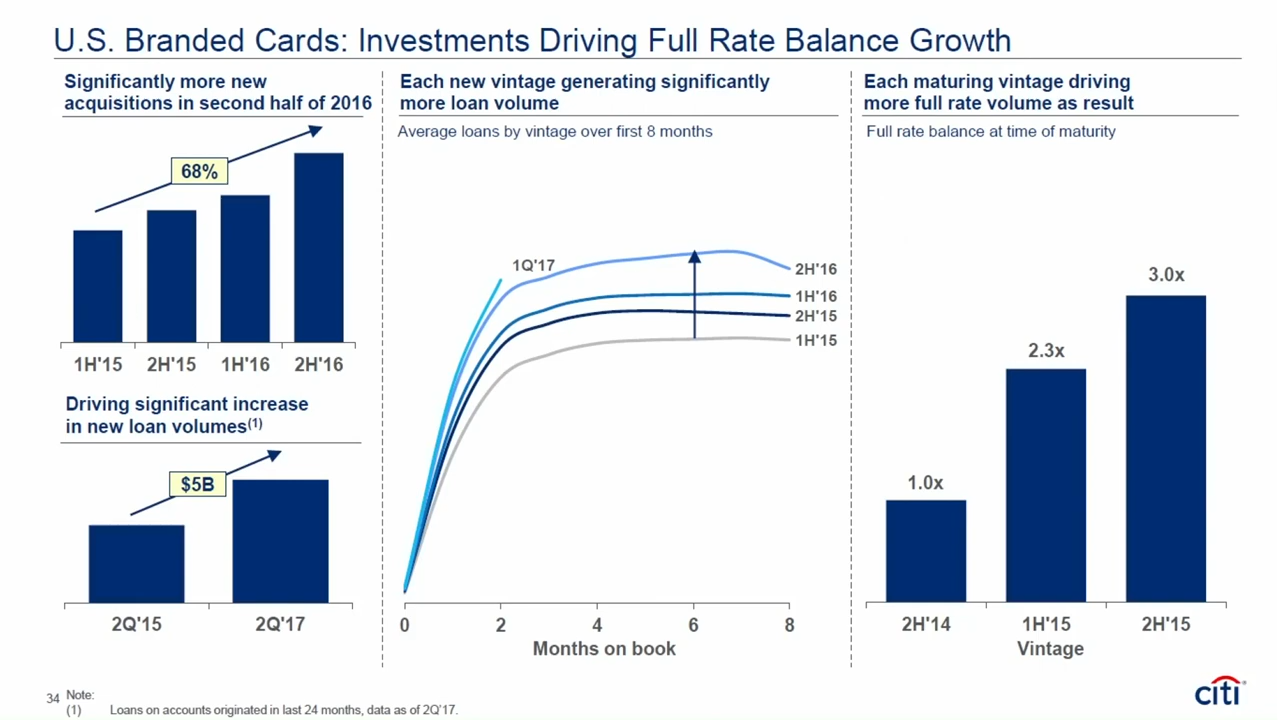 U.S. Branded Cards: Investments Driving Full Rate Balance Growth
Significantly more new
acquisitions in second half of 2016
68%
1H'15 2H'15 1H'16 2H'16
Driving significant increase
in new loan volumes(1)
$5B
2Q'15 2Q'17
Each new vintage generating significantly
more loan volume
Average loans by vintage over first 8 months
1Q'17
2H'16
1H'16
2H'15
1H'15
0 2 4 6 8
Months on book
Each maturing vintage driving
more full rate volume as result
Full rate balance at time of maturity
3.0x
2.3x
1.0x
2H'14 1H'15 2H'15
Vintage
34 Note:
(1) Loans on accounts originated in last 24 months, data as of 2Q'17.
citi